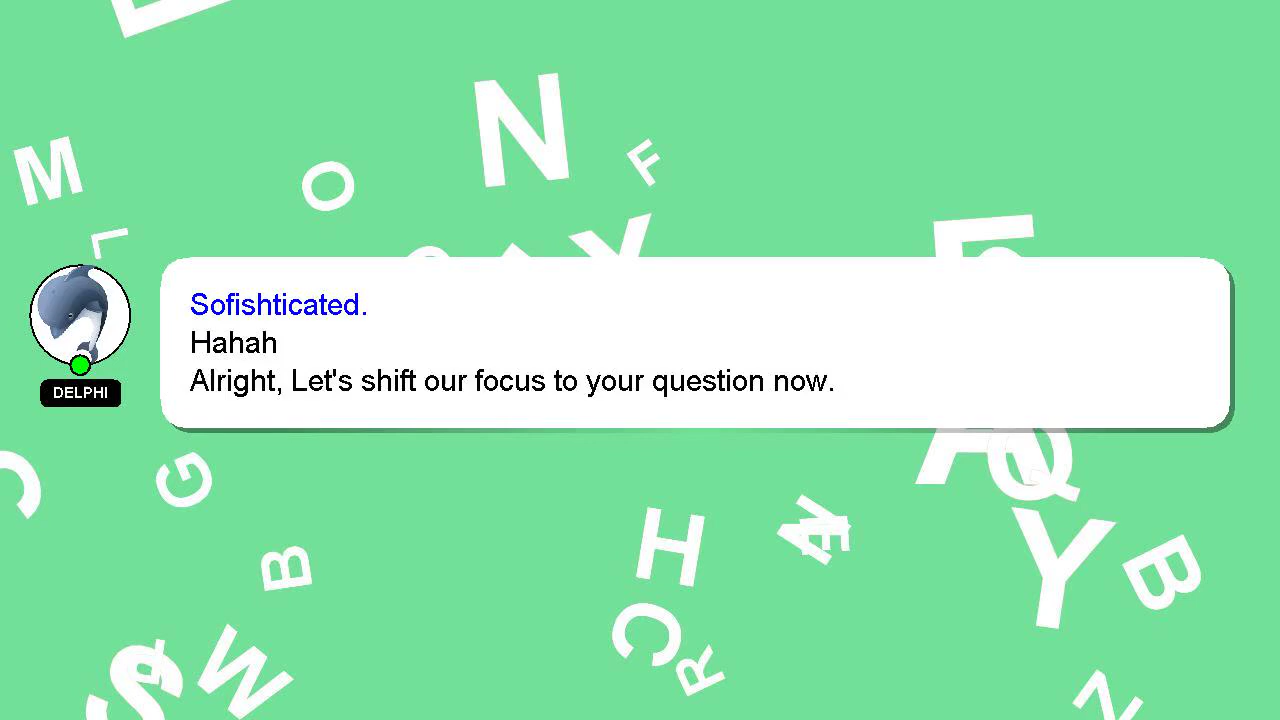 Sofishticated.
Hahah
Alright, Let's shift our focus to your question now.
DELPHI
E
N
F
M
O
L
Y
Q
A
G
B
H
Y
B
C
W
R
S
N